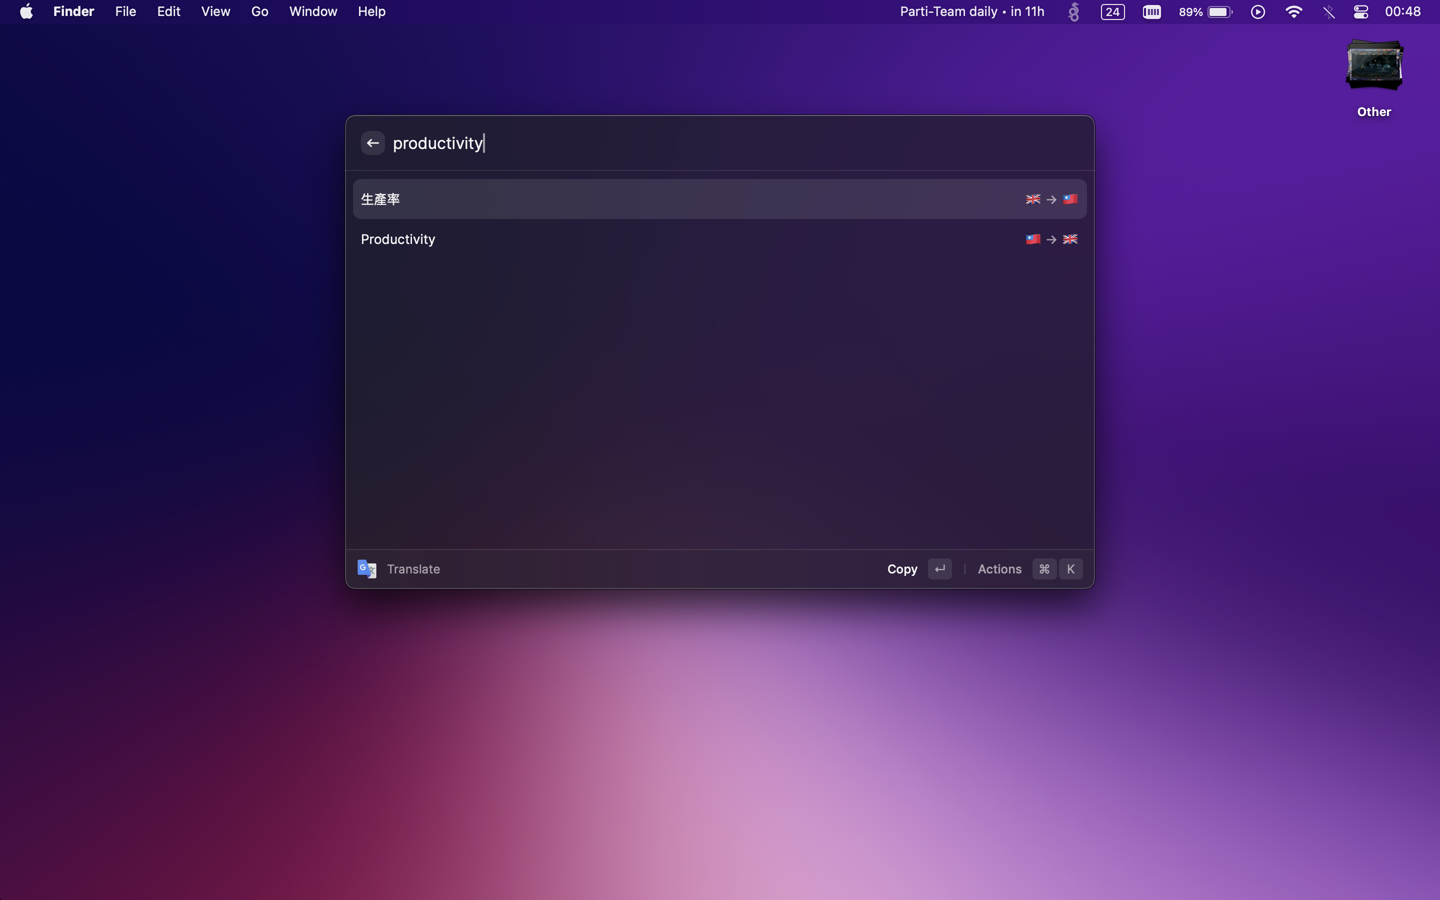 Finder File Edit View Go Window Help Parti-Team daily • in 11h 24 89% 00:48
Other
productivity
生產率 🇬🇧 → 🇹🇼
Productivity 🇹🇼 → 🇬🇧
Translate Copy ↵ | Actions ⌘ K